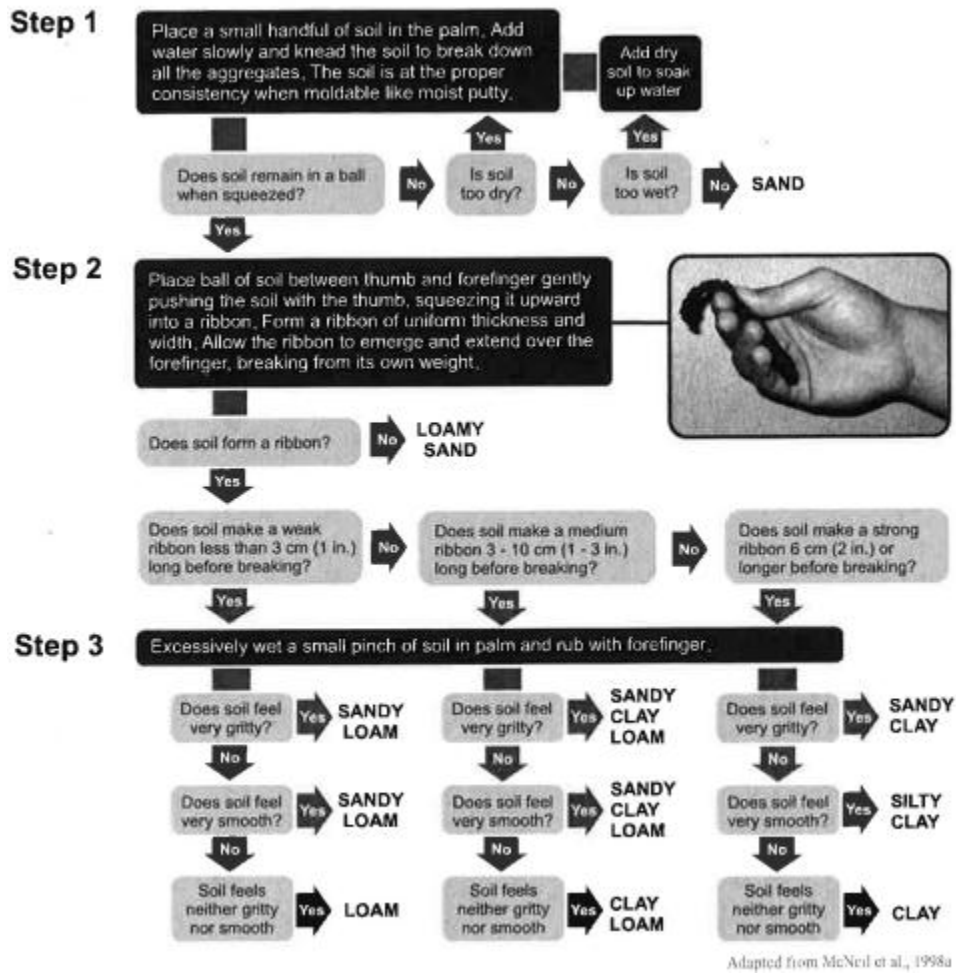 Step 1
Place a small handful of soil in the palm. Add
water slowly and knead the soil to break down
all the aggregates. The soil is at the proper
consistency when moldable like moist putty.
Add dry
soil to soak
up water
Yes
Yes
Does soil remain in a ball
when squeezed?
No
Is soil
too dry?
No
Is soil
too wet?
No
SAND
Yes
Step 2
Place ball of soil between thumb and forefinger gently
pushing the soil with the thumb, squeezing it upward
into a ribbon. Form a ribbon of uniform thickness and
width. Allow the ribbon to emerge and extend over the
forefinger, breaking from its own weight.
Does soil form a ribbon?
No
LOAMY
SAND
Yes
Does soil make a weak
ribbon less than 3 cm (1 in.)
long before breaking?
No
Does soil make a medium
ribbon 3 - 10 cm (1 - 3 in.)
long before breaking?
No
Does soil make a strong
ribbon 6 cm (2 in.) or
longer before breaking?
Yes
Yes
Yes
Step 3
Excessively wet a small pinch of soil in palm and rub with forefinger.
Does soil feel
very gritty?
Yes
SANDY
LOAM
Does soil feel
very gritty?
Yes
SANDY
CLAY
LOAM
Does soil feel
very gritty?
Yes
SANDY
CLAY
No
No
No
Does soil feel
very smooth?
Yes
SANDY
LOAM
Does soil feel
very smooth?
Yes
SANDY
CLAY
LOAM
Does soil feel
very smooth?
Yes
SILTY
CLAY
No
No
No
Soil feels
neither gritty
nor smooth
Yes
LOAM
Soil feels
neither gritty
nor smooth
Yes
CLAY
LOAM
Soil feels
neither gritty
nor smooth
Yes
CLAY
Adapted from McNeil et al., 1998a